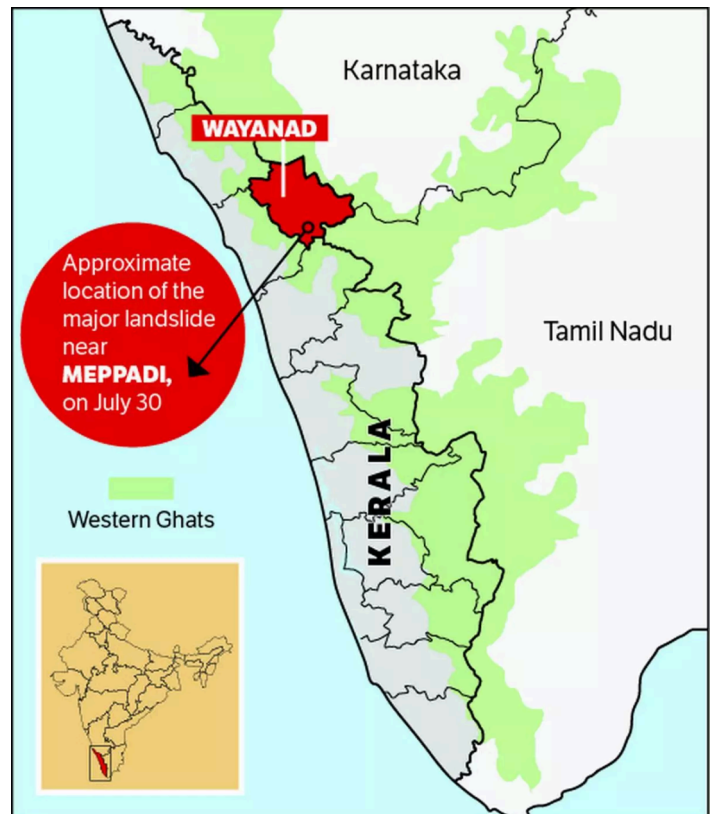 Karnataka
WAYANAD
Approximate
location of the
major landslide
near
MEPPADI,
on July 30
Tamil Nadu
KERALA
Western Ghats